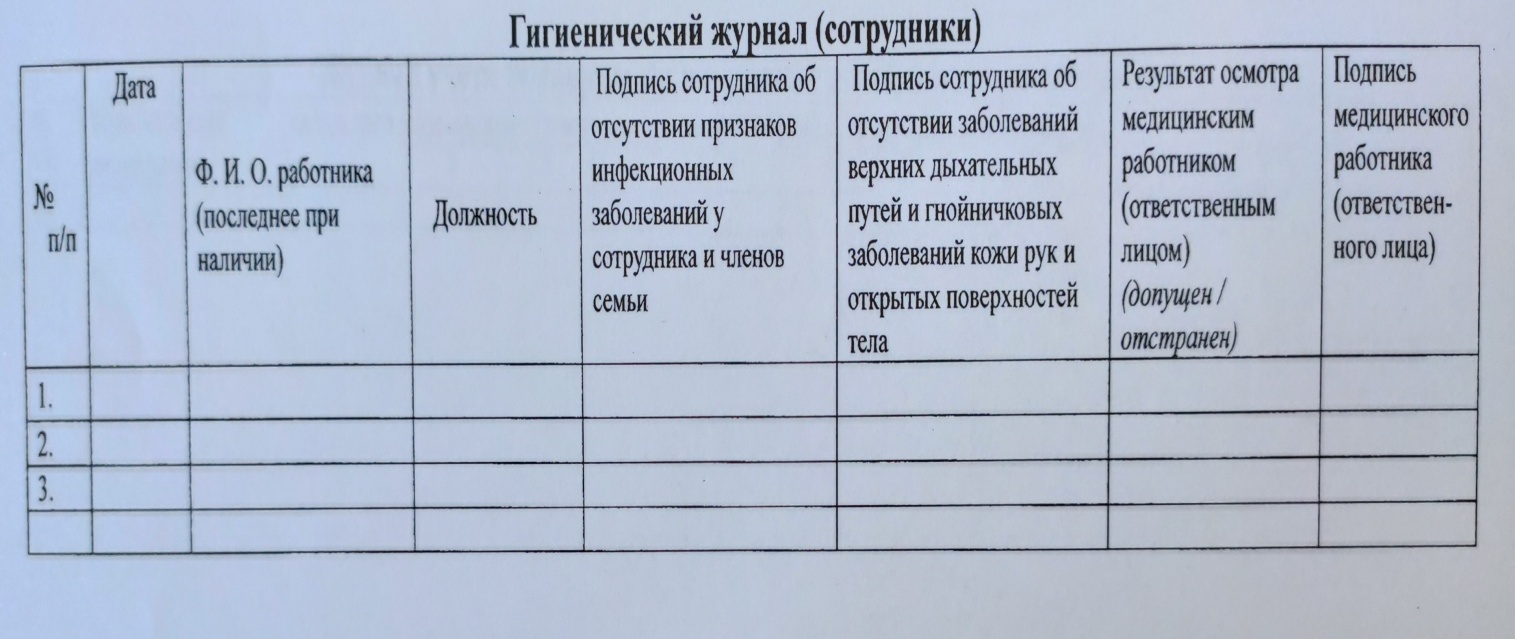 Гигиенический журнал (сотрудники)
№
п/п
Дата
Ф. И. О. работника
(последнее при
наличии)
Должность
Подпись сотрудника об
отсутствии признаков
инфекционных
заболеваний у
сотрудника и членов
семьи
Подпись сотрудника об
отсутствии заболеваний
верхних дыхательных
путей и гнойничковых
заболеваний кожи рук и
открытых поверхностей
тела
Результат осмотра
медицинским
работником
(ответственным
лицом)
(допущен /
отстранен)
Подпись
медицинского
работника
(ответствен-
ного лица)
1.
2.
3.